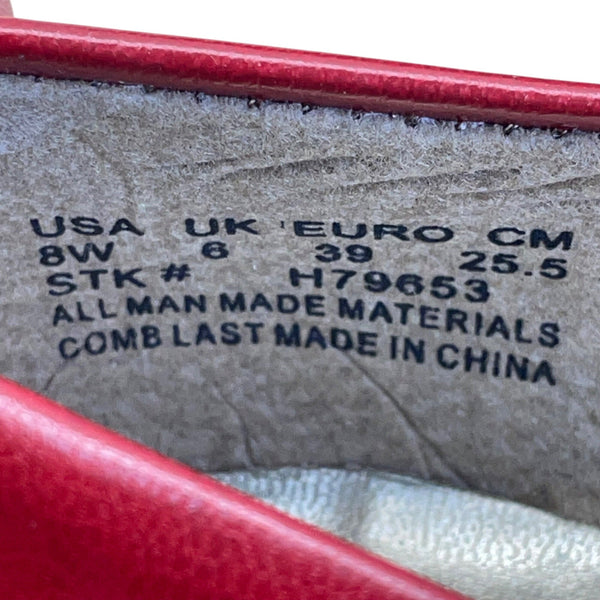 USA UK EURO CM
8W 6 39 25.5
STK # H79653
ALL MAN MADE MATERIALS
COMB LAST MADE IN CHINA